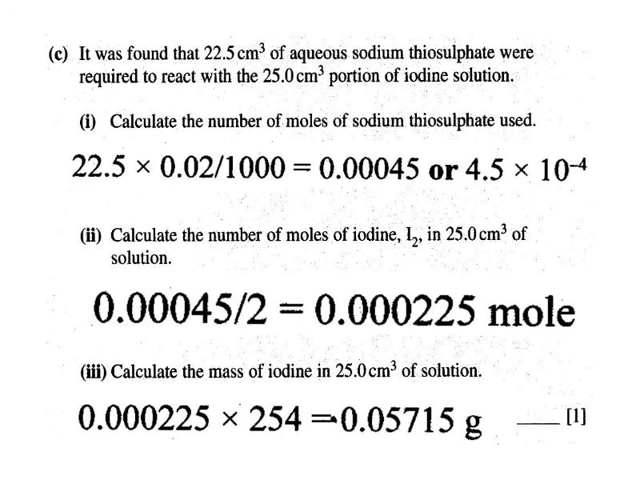 (c) It was found that 22.5 cm³ of aqueous sodium thiosulphate were
required to react with the 25.0 cm³ portion of iodine solution.
(i) Calculate the number of moles of sodium thiosulphate used.
22.5 × 0.02/1000 = 0.00045 or 4.5 × 10⁻⁴
(ii) Calculate the number of moles of iodine, I₂, in 25.0 cm³ of
solution.
0.00045/2 = 0.000225 mole
(iii) Calculate the mass of iodine in 25.0 cm³ of solution.
0.000225 × 254 = 0.05715 g ____ [1]